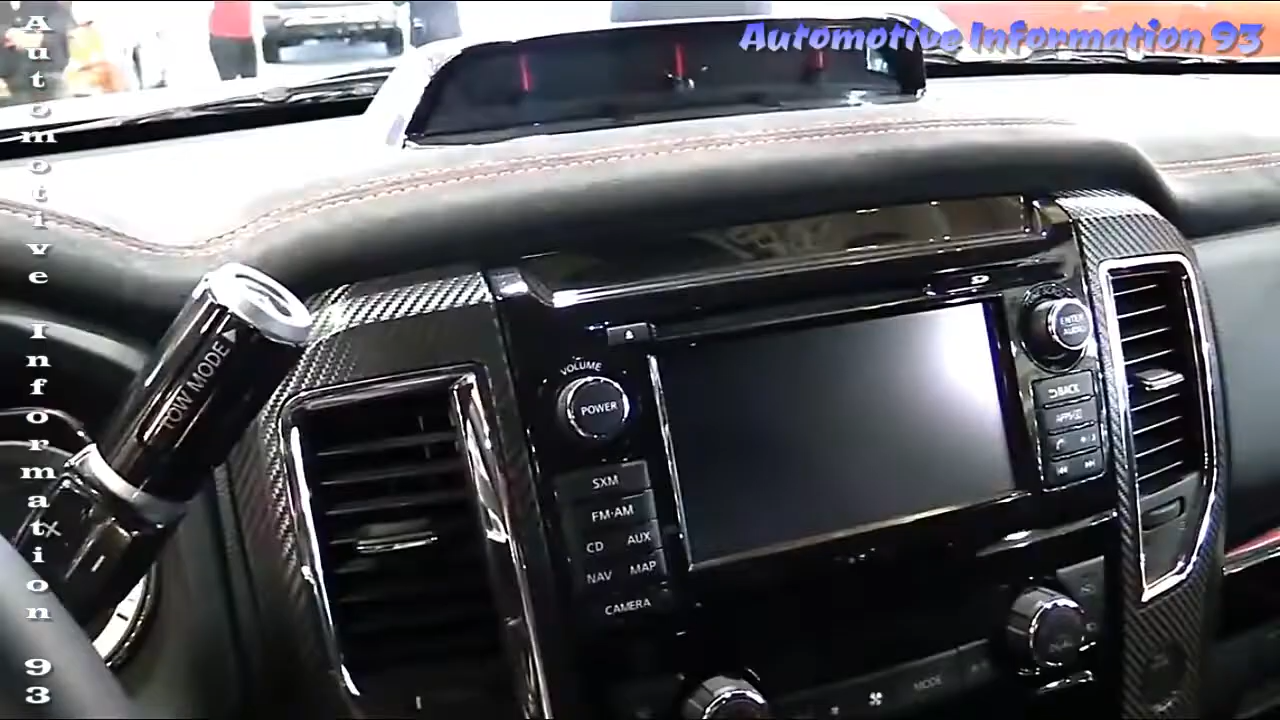 Automotive Information 93
Automotive Information 93
TOW MODE
VOLUME
POWER
SXM
FM·AM
CD AUX
NAV MAP
CAMERA
ENTER
AUDIO
BACK
APPS
MODE